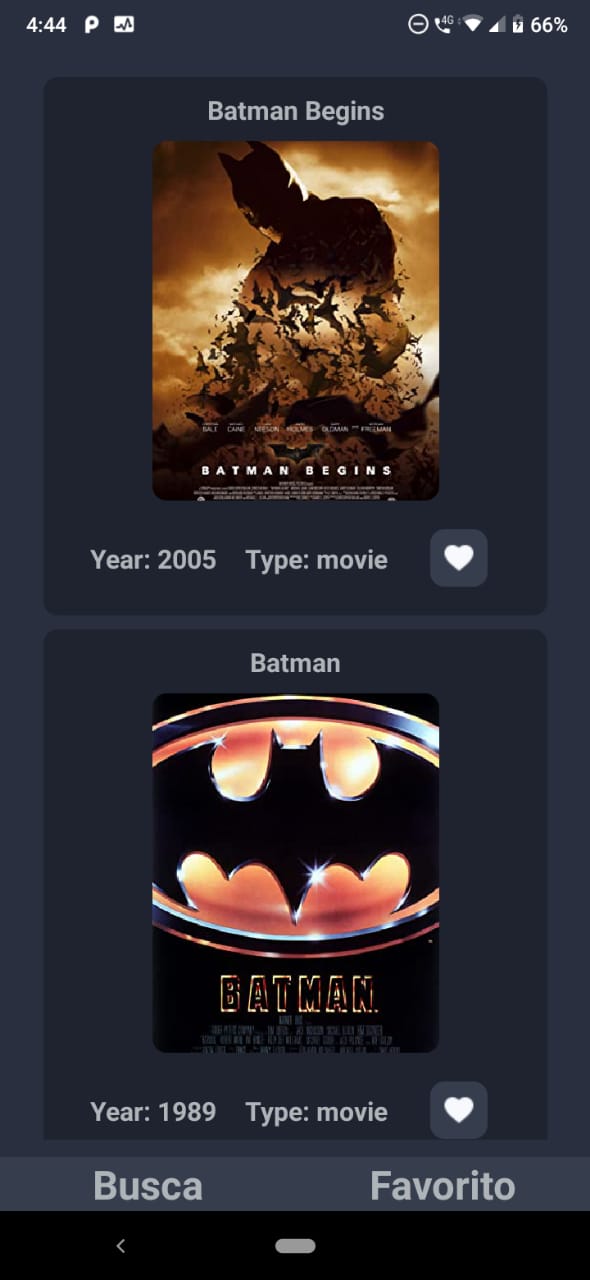 4:44
4G
66%
Batman Begins
BALE CAINE NEESON HOLMES OLDMAN FREEMAN
BATMAN BEGINS
Year: 2005 Type: movie
Batman
BATMAN
Year: 1989 Type: movie
Busca Favorito